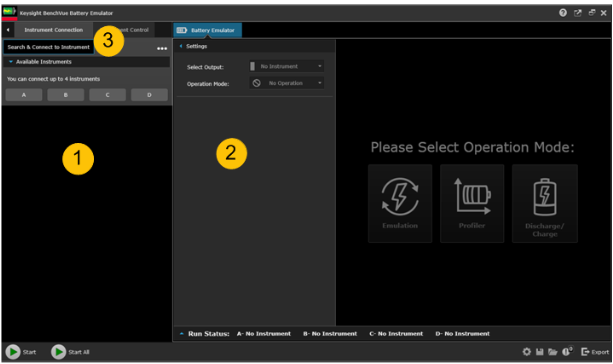 Keysight BenchVue Battery Emulator
Instrument Connection
ent Control
Battery Emulator
Search & Connect to Instrument
3
Settings
Available Instruments
You can connect up to 4 instruments
A B C D
Select Output: No Instrument
Operation Mode: No Operation
1
2
Please Select Operation Mode:
Emulation
Profiler
Discharge/
Charge
Run Status: A- No Instrument B- No Instrument C- No Instrument D- No Instrument
Start
Start All
Export